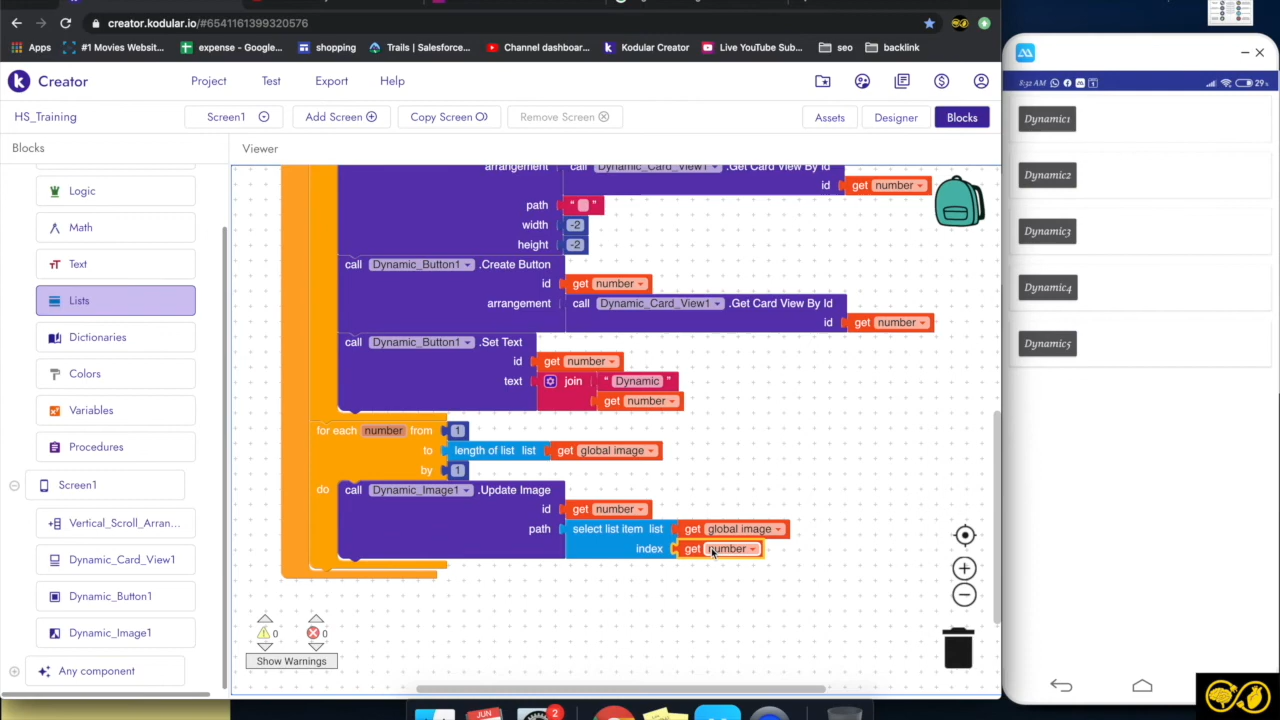 creator.kodular.io/#6541161399320576
Apps #1 Movies Websit... expense - Google... shopping Trails | Salesforce... Channel dashboar... Kodular Creator Live YouTube Sub... seo backlink
Creator Project Test Export Help
HS_Training Screen1 Add Screen Copy Screen Remove Screen Assets Designer Blocks
Blocks Viewer
Logic
Math
Text
Lists
Dictionaries
Colors
Variables
Procedures
Screen1
Vertical_Scroll_Arran...
Dynamic_Card_View1
Dynamic_Button1
Dynamic_Image1
Any component
arrangement call Dynamic_Card_View1 .Get Card View By Id
id get number
path “ ”
width -2
height -2
call Dynamic_Button1 .Create Button
id get number
arrangement call Dynamic_Card_View1 .Get Card View By Id
id get number
call Dynamic_Button1 .Set Text
id get number
text join “ Dynamic ”
get number
for each number from 1
to length of list list get global image
by 1
do call Dynamic_Image1 .Update Image
id get number
path select list item list get global image
index get number
0 0
Show Warnings
8:32 AM 29%
Dynamic1
Dynamic2
Dynamic3
Dynamic4
Dynamic5
JUN
2